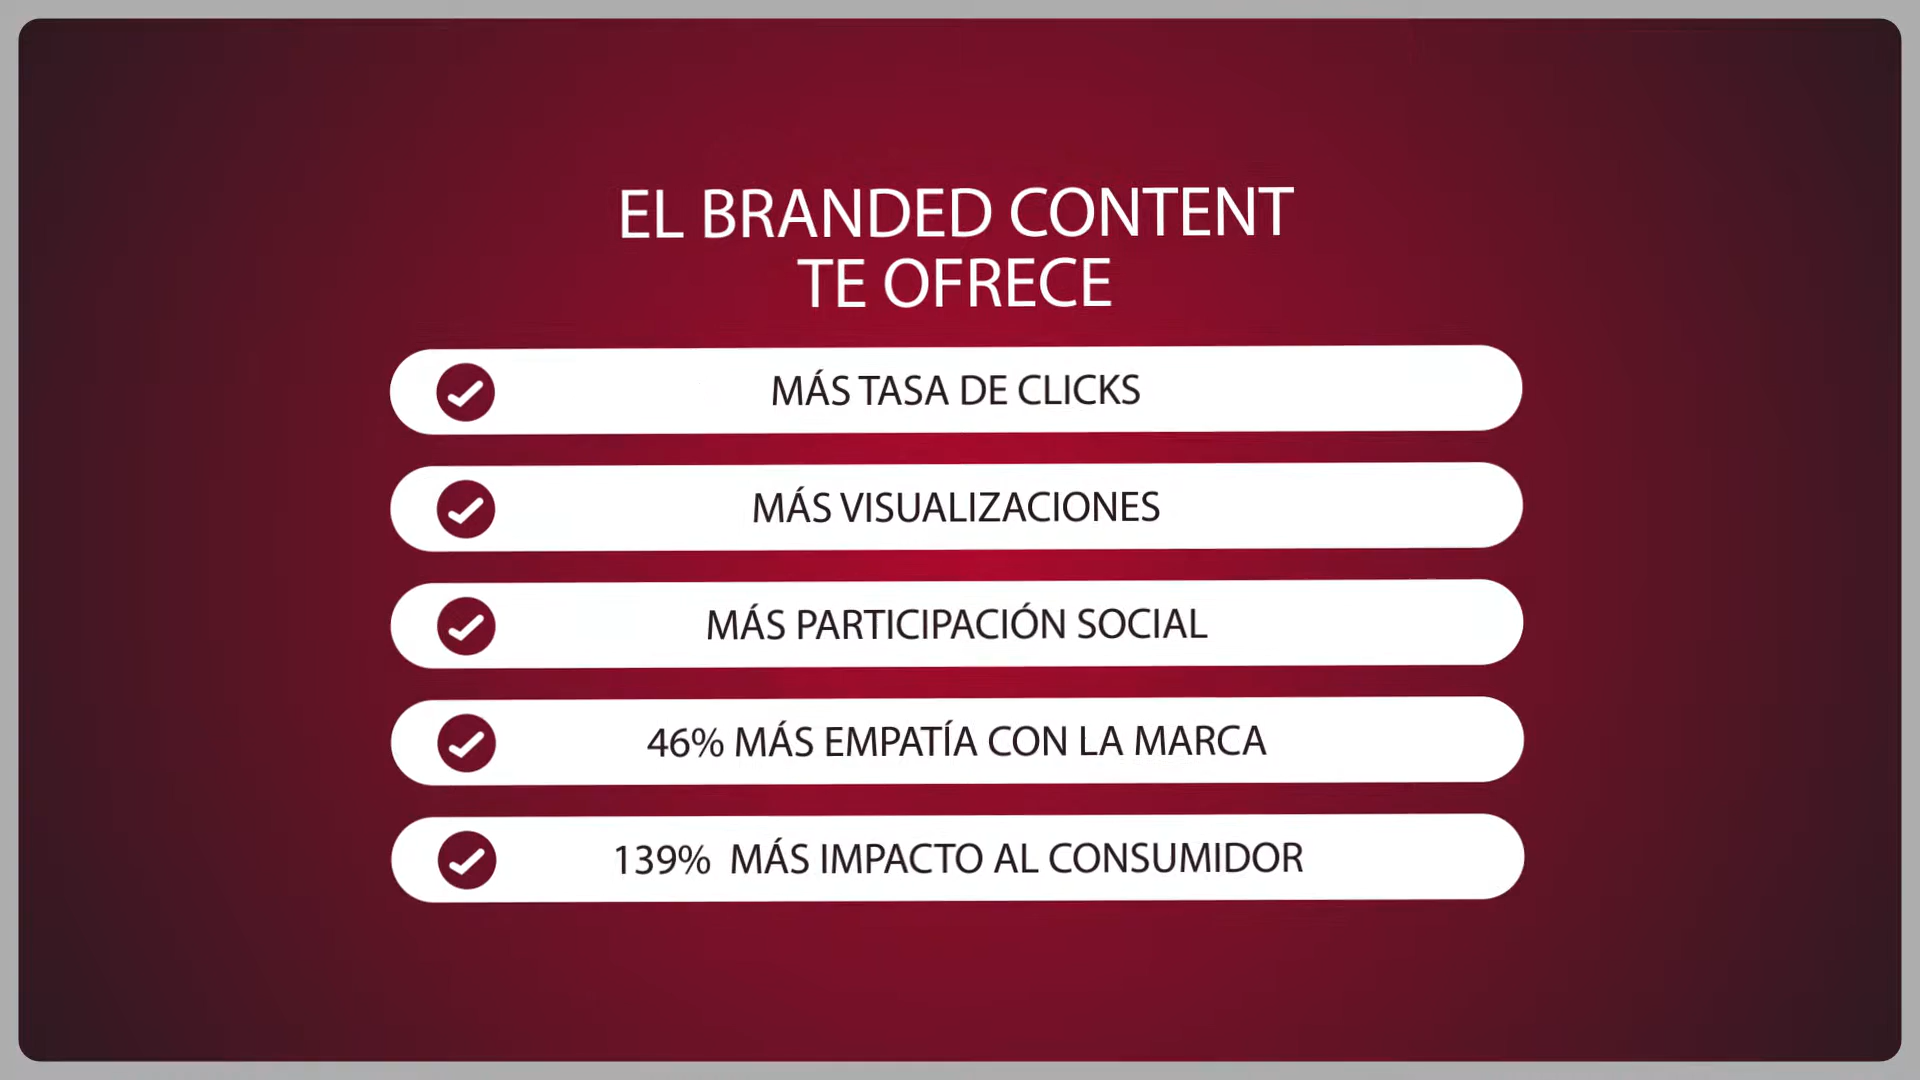 EL BRANDED CONTENT
TE OFRECE
MÁS TASA DE CLICKS
MÁS VISUALIZACIONES
MÁS PARTICIPACIÓN SOCIAL
46% MÁS EMPATÍA CON LA MARCA
139% MÁS IMPACTO AL CONSUMIDOR